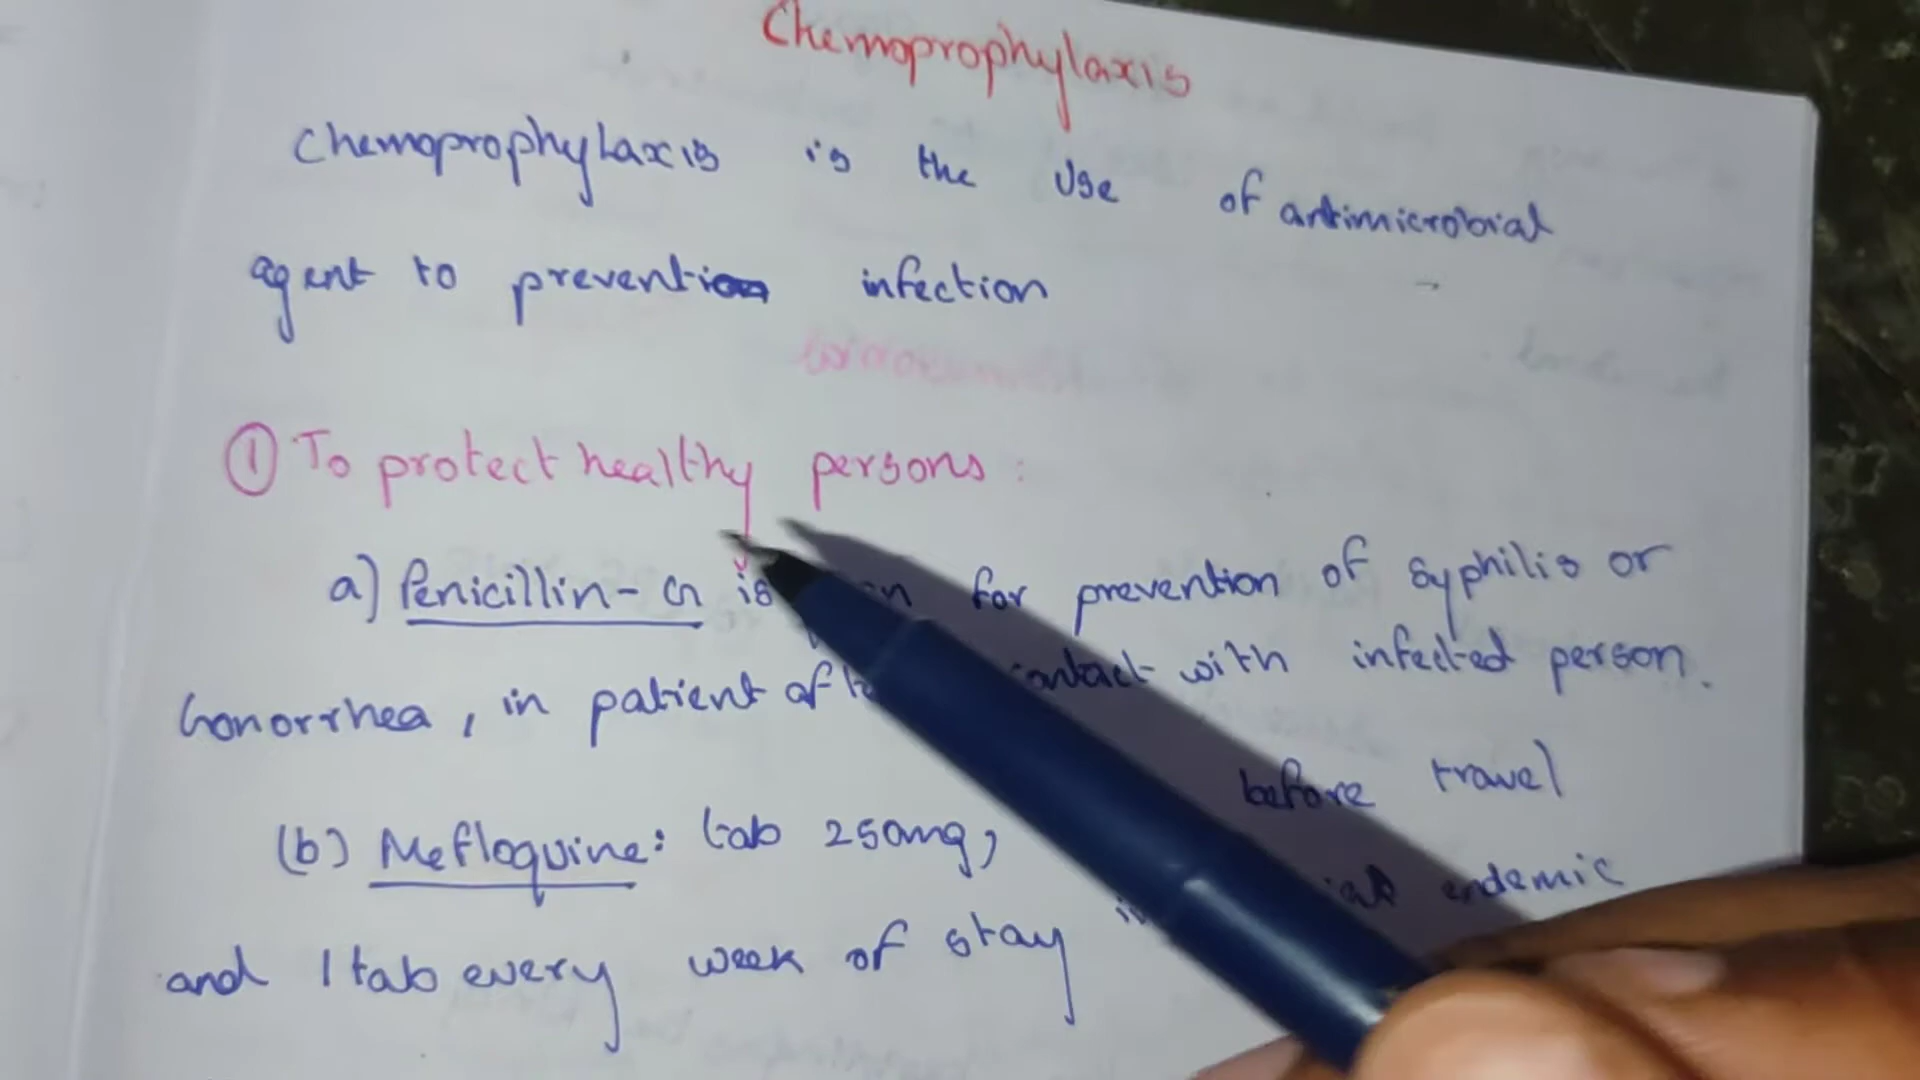 Chemoprophylaxis
Chemoprophylaxis is the use of antimicrobial
agent to prevention infection
① To protect healthy persons:
a) Penicillin-G is for prevention of syphilis or
Gonorrhea, in patient contact with infected person.
(b) Mefloquine: tab 250mg, before travel
and 1 tab every week of stay endemic